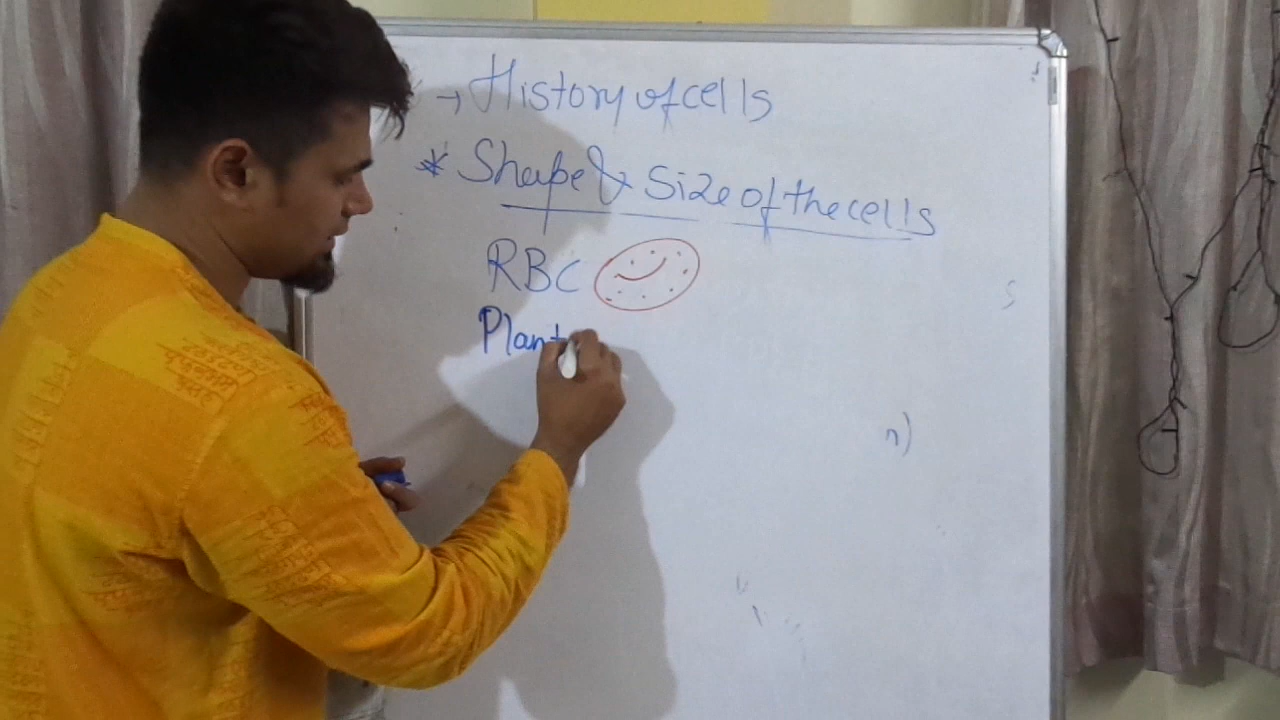 → History of cells
* Shape & Size of the cells
RBC
Plant
n)